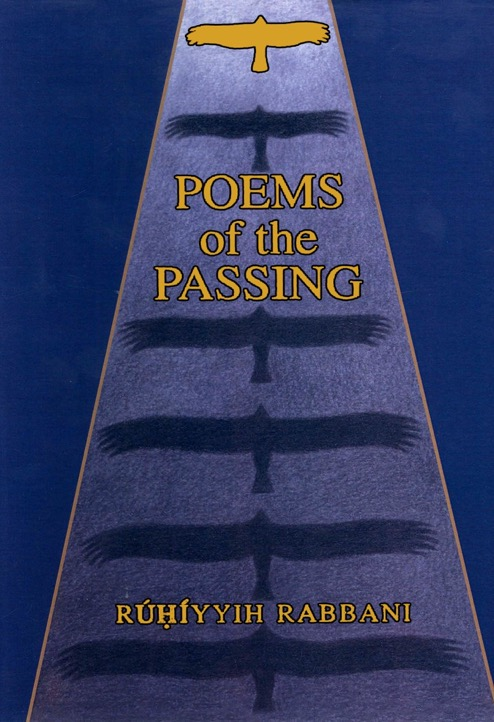 POEMS
of the
PASSING
RÚḤÍYYIH RABBANI